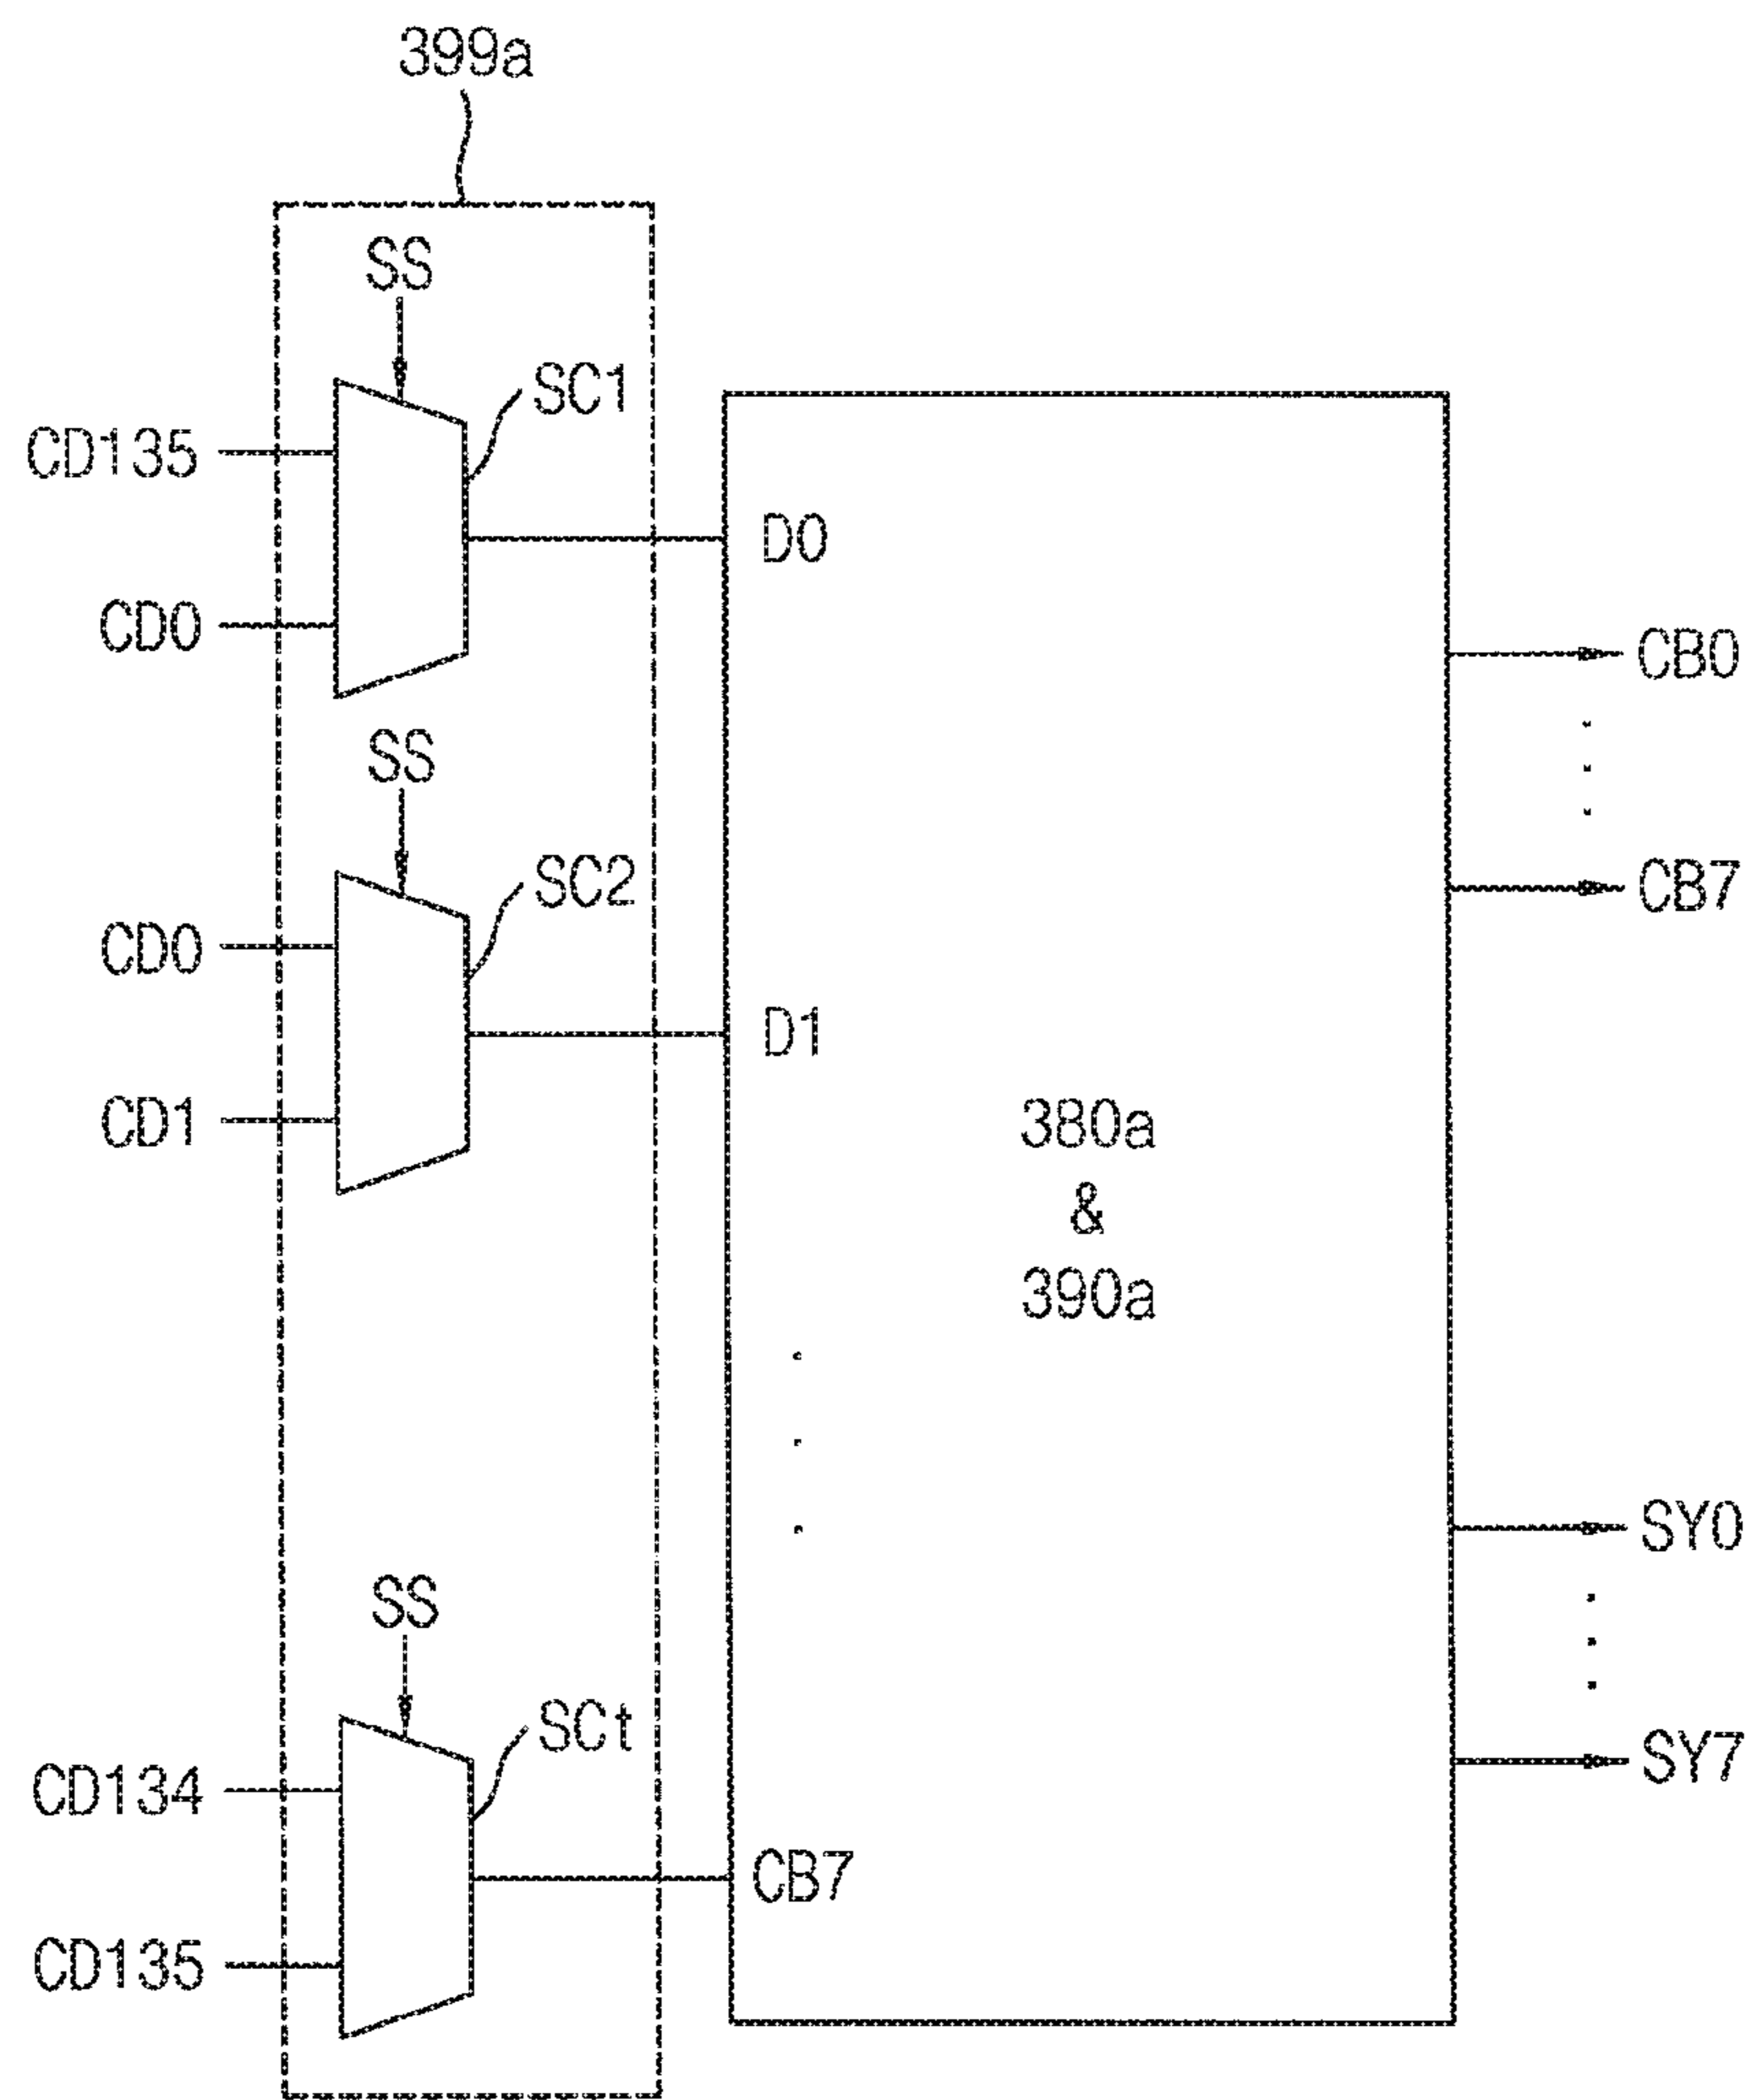 399a
SS
SC1
CD135
D0
CD0
CB0
SS
SC2
CB7
CD0
D1
CD1
380a
&
390a
SY0
SS
SCt
SY7
CD134
CB7
CD135